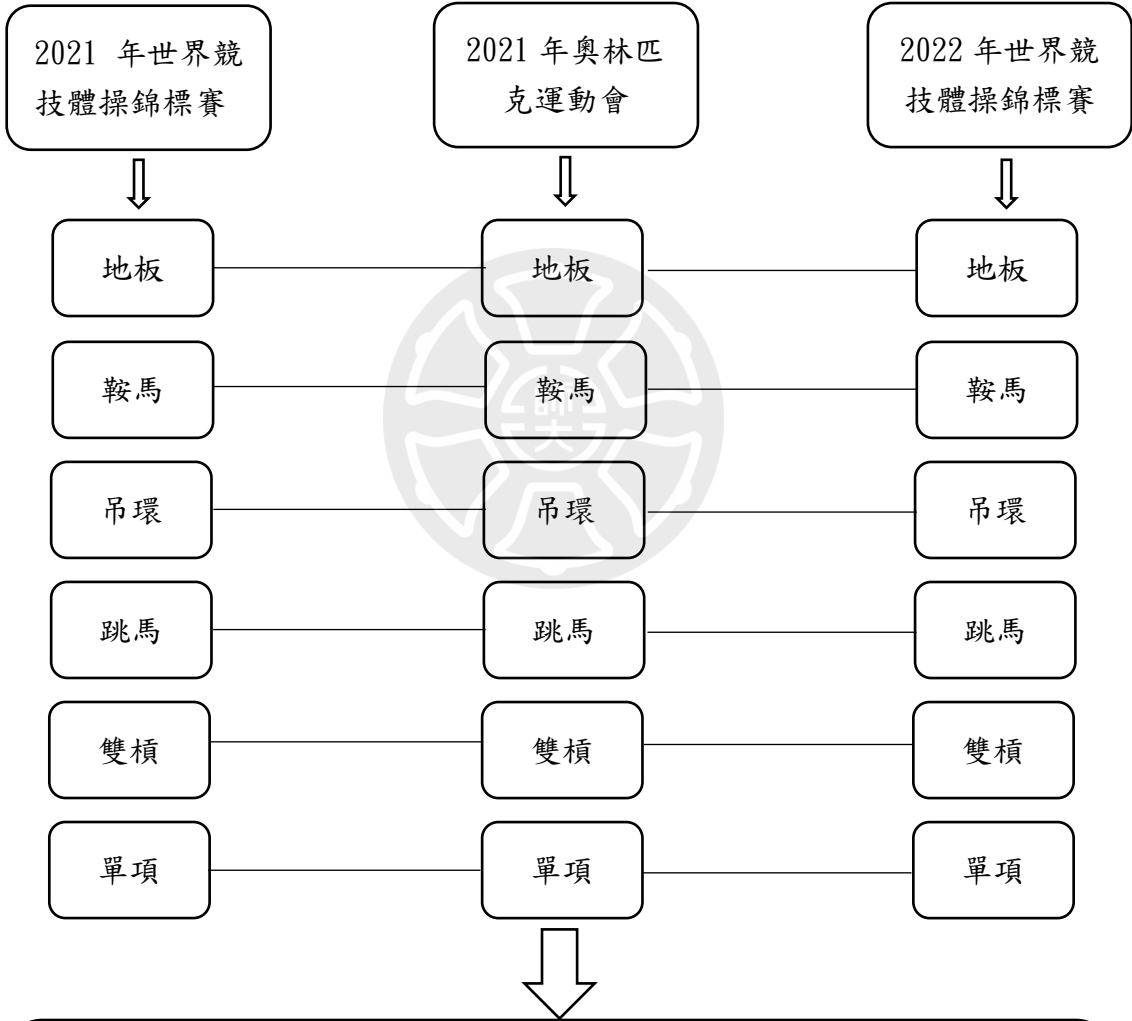 2021 年世界競
技體操錦標賽
2021 年奧林匹
克運動會
2022 年世界競
技體操錦標賽
地板
地板
地板
鞍馬
鞍馬
鞍馬
師大
吊環
吊環
吊環
跳馬
跳馬
跳馬
雙槓
雙槓
雙槓
單項
單項
單項